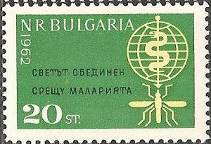 NR BULGARIA
1962
СВЕТЪТ ОБЕДИНЕН
СРЕЩУ МАЛАРИЯТА
20 ST.